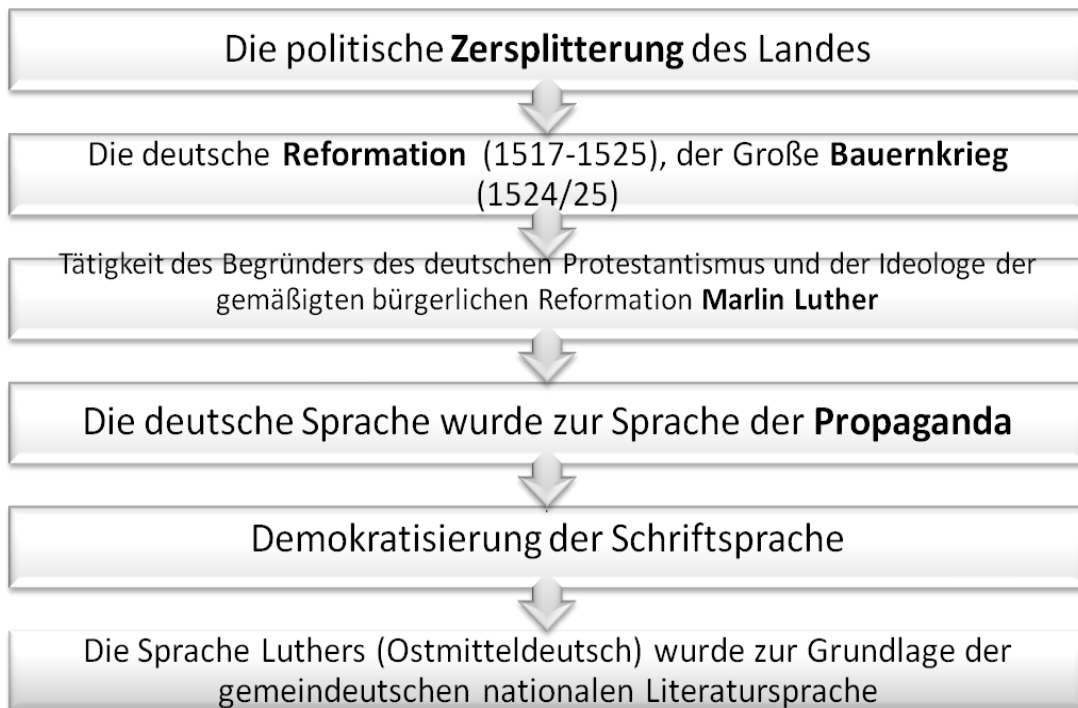 Die politische Zersplitterung des Landes
Die deutsche Reformation (1517-1525), der Große Bauernkrieg
(1524/25)
Tätigkeit des Begründers des deutschen Protestantismus und der Ideologe der
gemäßigten bürgerlichen Reformation Marlin Luther
Die deutsche Sprache wurde zur Sprache der Propaganda
Demokratisierung der Schriftsprache
Die Sprache Luthers (Ostmitteldeutsch) wurde zur Grundlage der
gemeindeutschen nationalen Literatursprache